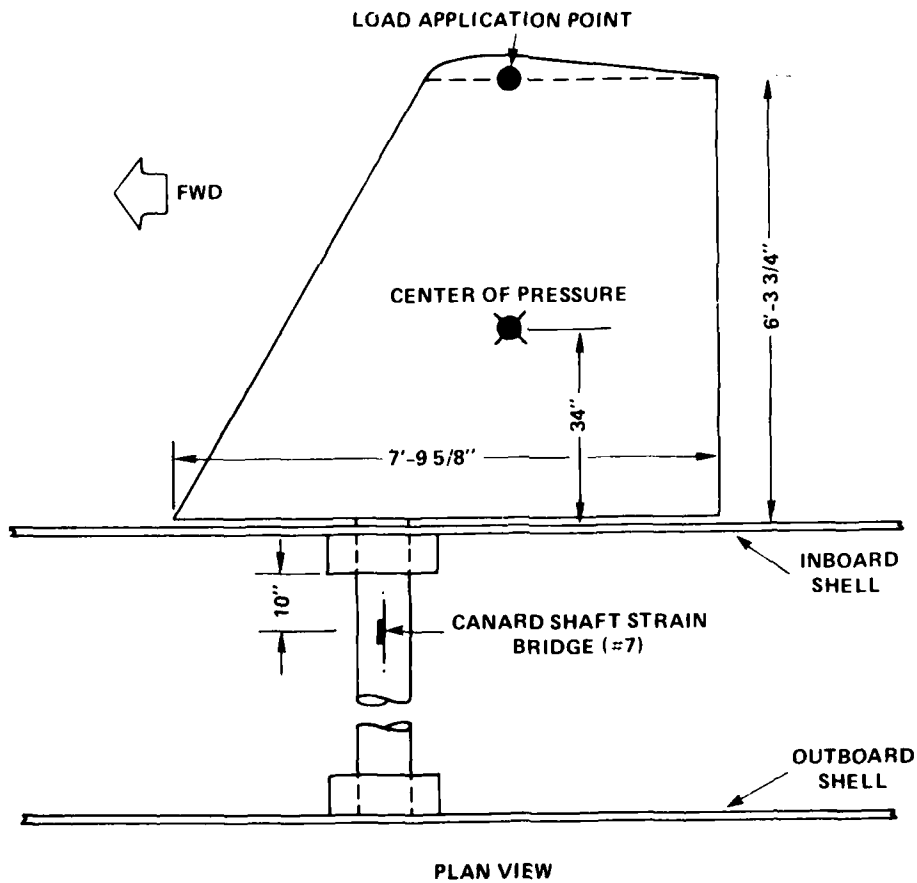 LOAD APPLICATION POINT
FWD
6'-3 3/4"
CENTER OF PRESSURE
34"
7'-9 5/8"
INBOARD
SHELL
10"
CANARD SHAFT STRAIN
BRIDGE (#7)
OUTBOARD
SHELL
PLAN VIEW